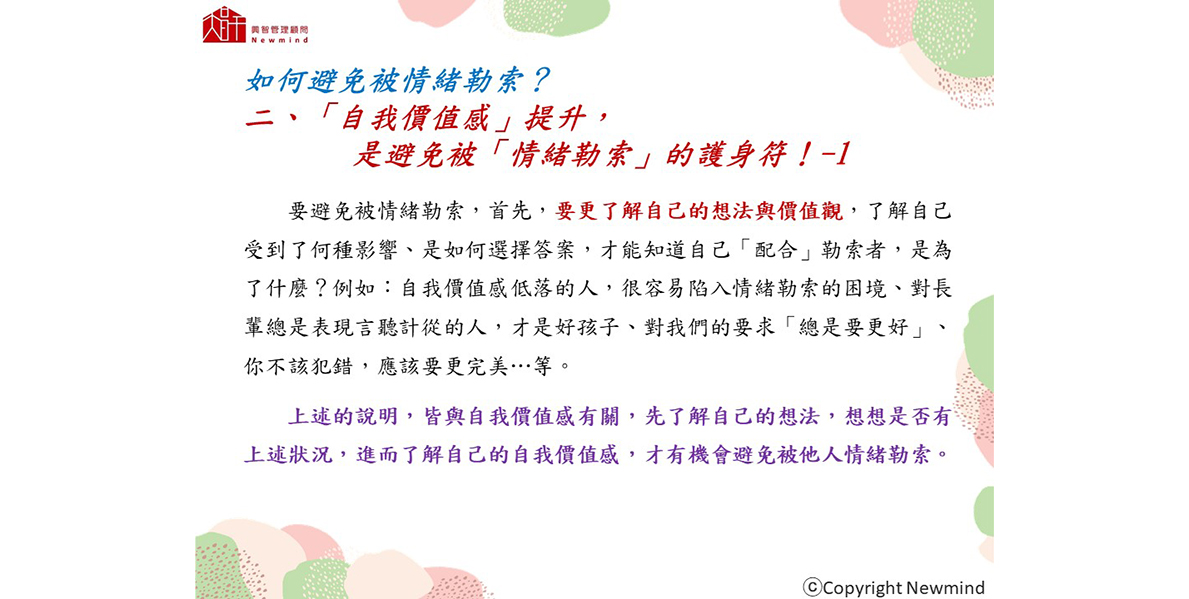 興智管理顧問
Newmind
如何避免被情緒勒索？
二、「自我價值感」提升，
是避免被「情緒勒索」的護身符！-1
要避免被情緒勒索，首先，要更了解自己的想法與價值觀，了解自己
受到了何種影響、是如何選擇答案，才能知道自己「配合」勒索者，是為
了什麼？例如：自我價值感低落的人，很容易陷入情緒勒索的困境、對長
輩總是表現言聽計從的人，才是好孩子、對我們的要求「總是要更好」、
你不該犯錯，應該要更完美…等。
上述的說明，皆與自我價值感有關，先了解自己的想法，想想是否有
上述狀況，進而了解自己的自我價值感，才有機會避免被他人情緒勒索。
ⓒCopyright Newmind